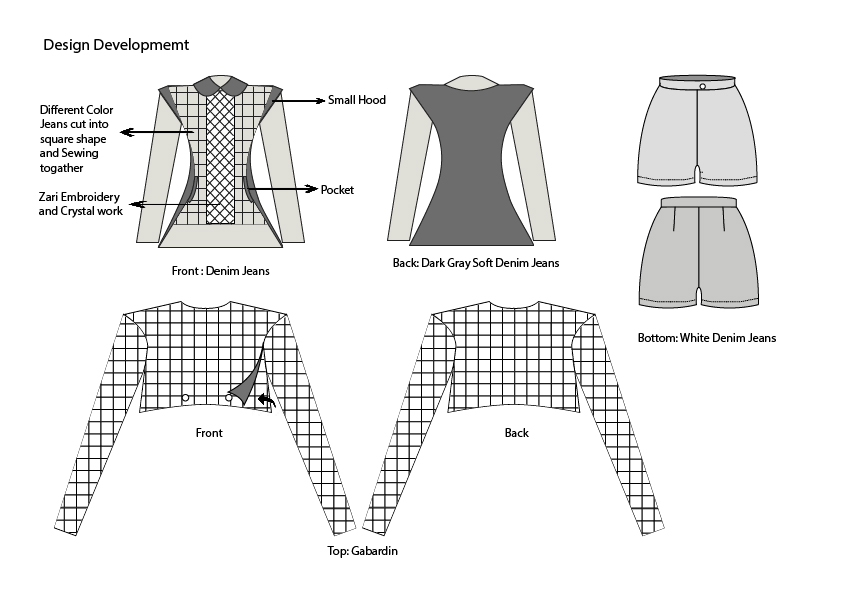 Design Developmemt
Different Color
Jeans cut into
square shape
and Sewing
togather
Zari Embroidery
and Crystal work
Small Hood
Pocket
Front : Denim Jeans
Back: Dark Gray Soft Denim Jeans
Bottom: White Denim Jeans
Front
Back
Top: Gabardin